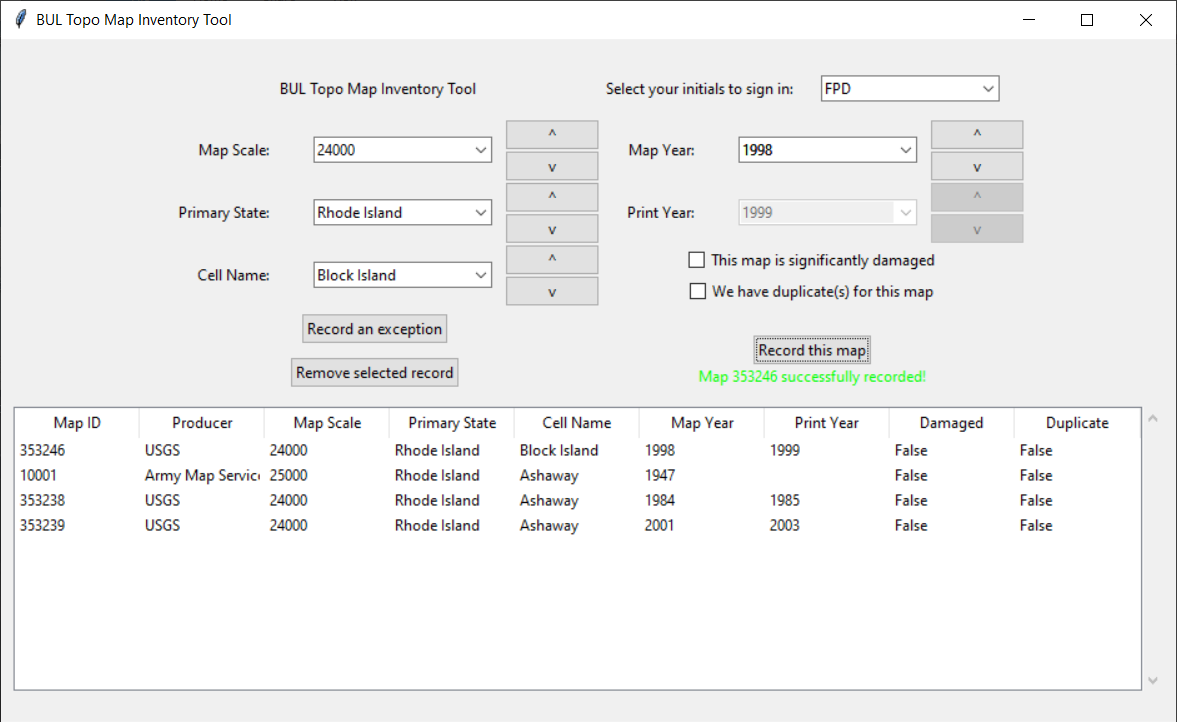 BUL Topo Map Inventory Tool
BUL Topo Map Inventory Tool Select your initials to sign in: FPD
Map Scale: 24000 ^ v Map Year: 1998 ^ v
Primary State: Rhode Island ^ v Print Year: 1999 ^ v
Cell Name: Block Island ^ v
This map is significantly damaged
We have duplicate(s) for this map
Record an exception
Record this map
Remove selected record
Map 353246 successfully recorded!
Map ID Producer Map Scale Primary State Cell Name Map Year Print Year Damaged Duplicate
353246 USGS 24000 Rhode Island Block Island 1998 1999 False False
10001 Army Map Servic 25000 Rhode Island Ashaway 1947 False False
353238 USGS 24000 Rhode Island Ashaway 1984 1985 False False
353239 USGS 24000 Rhode Island Ashaway 2001 2003 False False